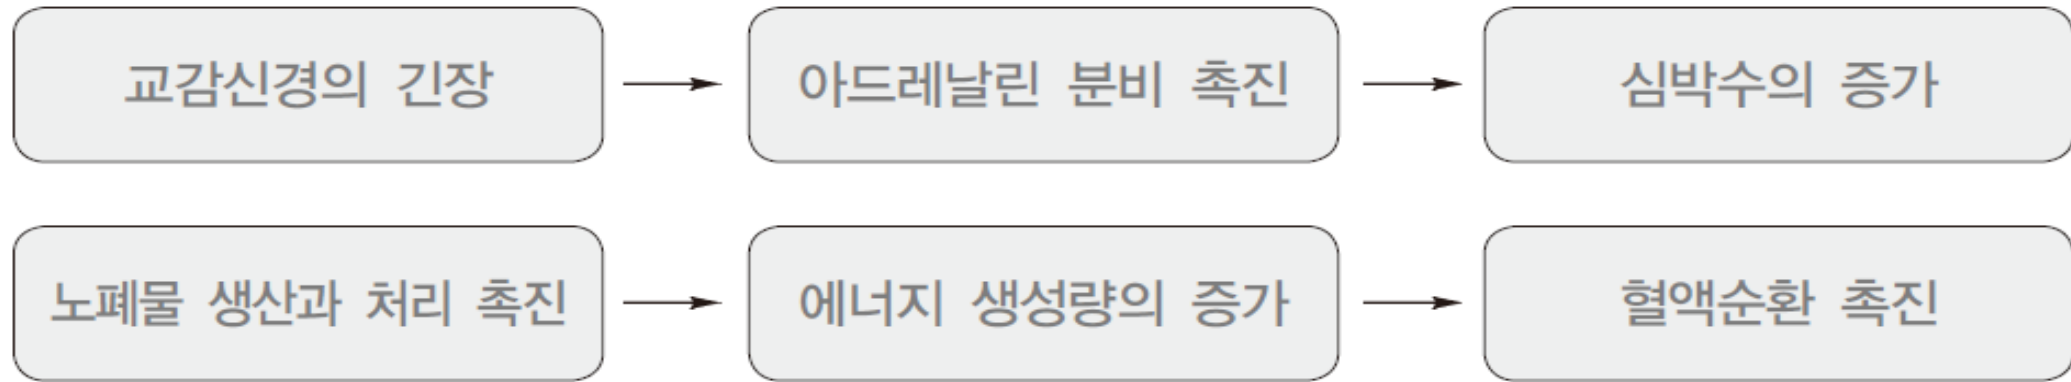 교감신경의 긴장 아드레날린 분비 촉진 심박수의 증가
노폐물 생산과 처리 촉진 에너지 생성량의 증가 혈액순환 촉진